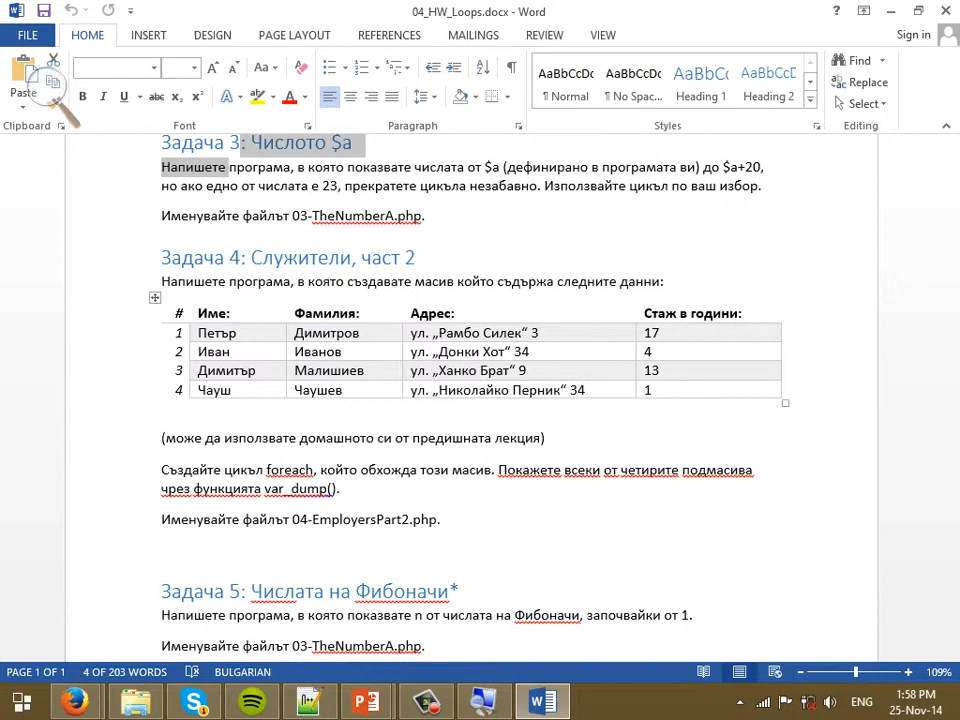 04_HW_Loops.docx - Word
FILE HOME INSERT DESIGN PAGE LAYOUT REFERENCES MAILINGS REVIEW VIEW Sign in
Paste
B I U abc X₂ X² A A Aa
AaBbCcDc AaBbCcDc AaBbCc AaBbCcD
¶ Normal ¶ No Spac... Heading 1 Heading 2
Find
Replace
Select
Clipboard Font Paragraph Styles Editing
Задача 3: Числото $a
Напишете програма, в която показвате числата от $a (дефинирано в програмата ви) до $a+20,
но ако едно от числата е 23, прекратете цикъла незабавно. Използвайте цикъл по ваш избор.
Именувайте файлът 03-TheNumberA.php.
Задача 4: Служители, част 2
Напишете програма, в която създавате масив който съдържа следните данни:
# Име: Фамилия: Адрес: Стаж в години:
1 Петър Димитров ул. „Рамбо Силек“ 3 17
2 Иван Иванов ул. „Донки Хот“ 34 4
3 Димитър Малишиев ул. „Ханко Брат“ 9 13
4 Чауш Чаушев ул. „Николайко Перник“ 34 1
(може да използвате домашното си от предишната лекция)
Създайте цикъл foreach, който обхожда този масив. Покажете всеки от четирите подмасива
чрез функцията var_dump().
Именувайте файлът 04-EmployersPart2.php.
Задача 5: Числата на Фибоначи*
Напишете програма, в която показвате n от числата на Фибоначи, започвайки от 1.
Именувайте файлът 03-TheNumberA.php.
PAGE 1 OF 1 4 OF 203 WORDS BULGARIAN 109%
ENG
1:58 PM
25-Nov-14